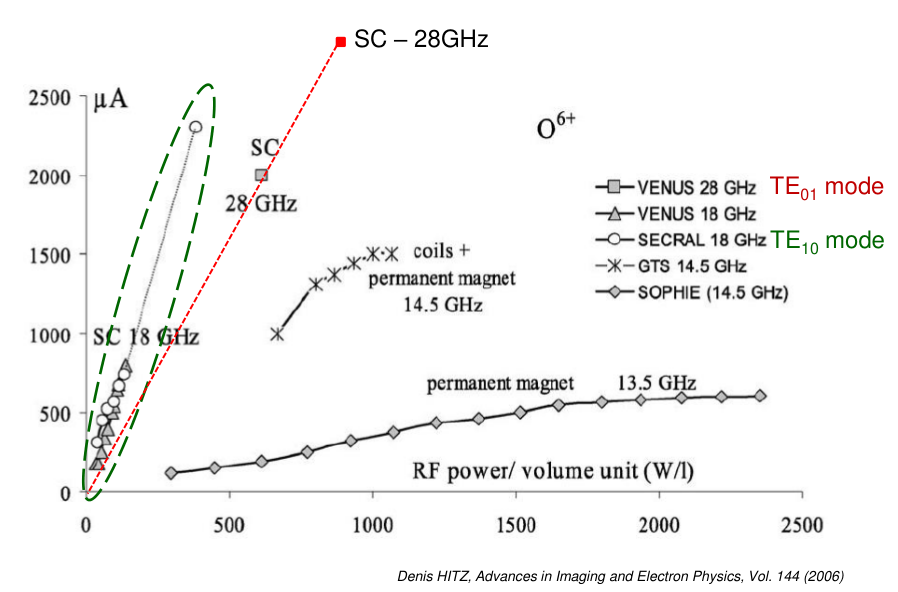 SC – 28GHz
2500
µA
O6+
SC
2000
28 GHz
VENUS 28 GHz
TE01 mode
VENUS 18 GHz
SECRAL 18 GHz
TE10 mode
GTS 14.5 GHz
SOPHIE (14.5 GHz)
1500
coils +
permanent magnet
14.5 GHz
1000
SC 18 GHz
permanent magnet
13.5 GHz
500
RF power/ volume unit (W/l)
0
0
500
1000
1500
2000
2500
Denis HITZ, Advances in Imaging and Electron Physics, Vol. 144 (2006)